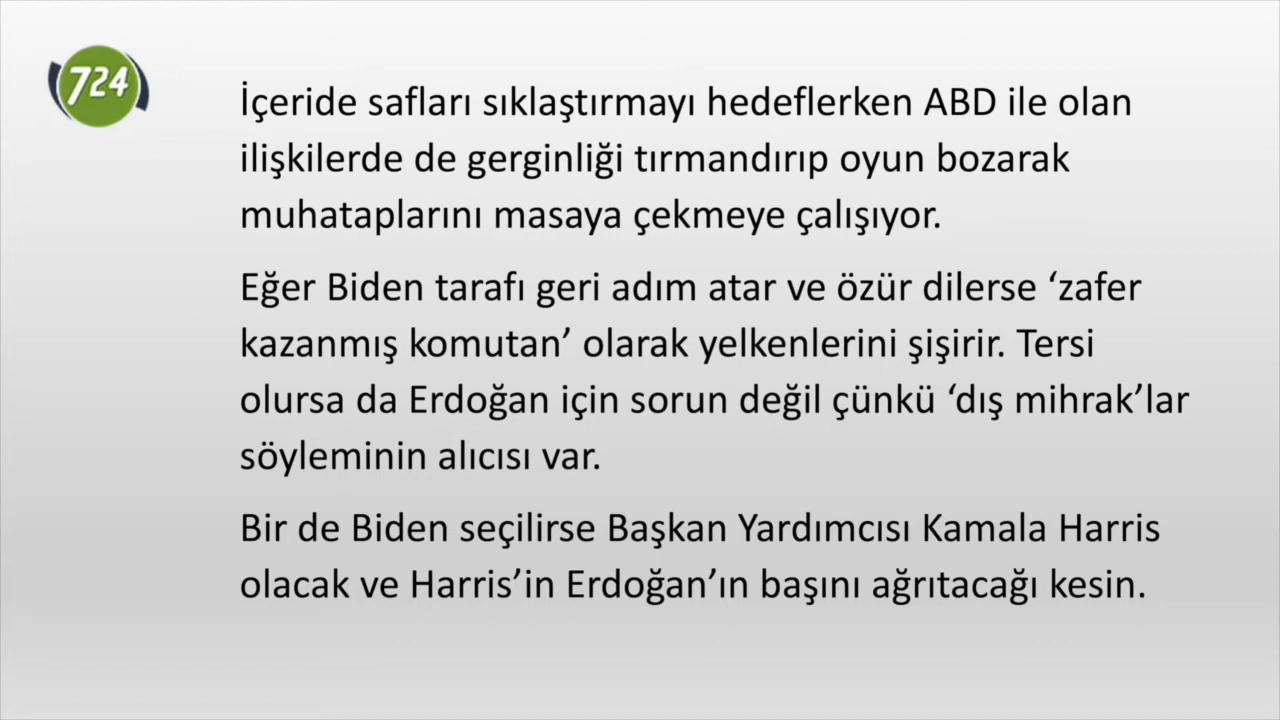 724
İçeride safları sıklaştırmayı hedeflerken ABD ile olan
ilişkilerde de gerginliği tırmandırıp oyun bozarak
muhataplarını masaya çekmeye çalışıyor.
Eğer Biden tarafı geri adım atar ve özür dilerse ‘zafer
kazanmış komutan’ olarak yelkenlerini şişirir. Tersi
olursa da Erdoğan için sorun değil çünkü ‘dış mihrak’lar
söyleminin alıcısı var.
Bir de Biden seçilirse Başkan Yardımcısı Kamala Harris
olacak ve Harris’in Erdoğan’ın başını ağrıtacağı kesin.